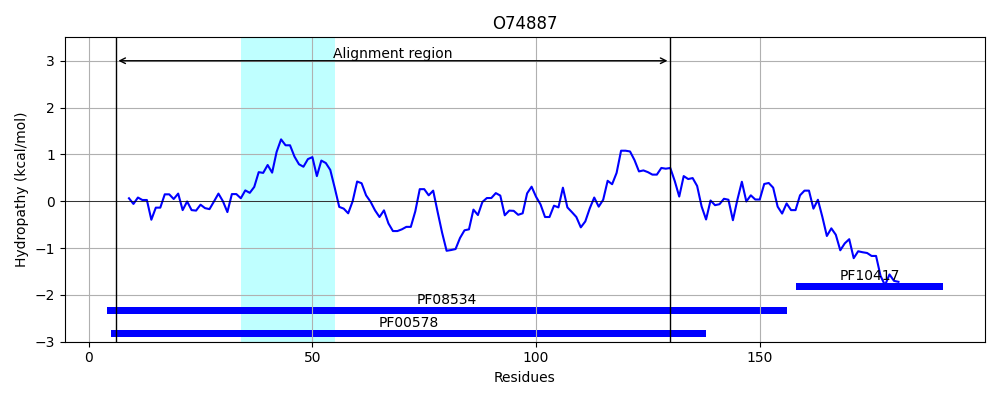 O74887
Alignment region
Hydropathy (kcal/mol)
3
2
1
0
−1
−2
−3
PF10417
PF08534
PF00578
0
50
100
150
Residues